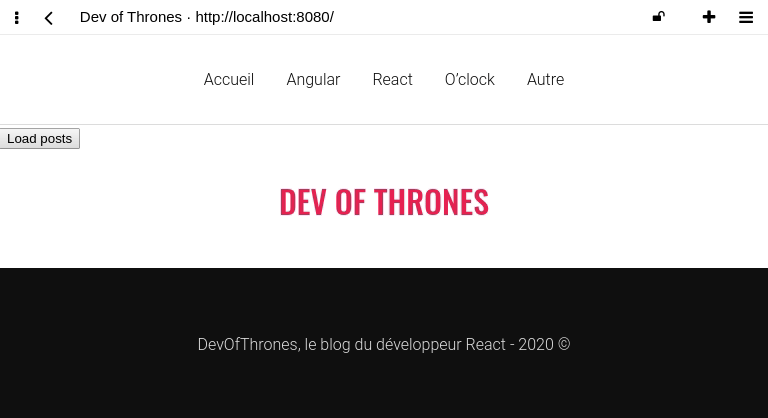 Dev of Thrones · http://localhost:8080/
Accueil Angular React O’clock Autre
Load posts
DEV OF THRONES
DevOfThrones, le blog du développeur React - 2020 ©